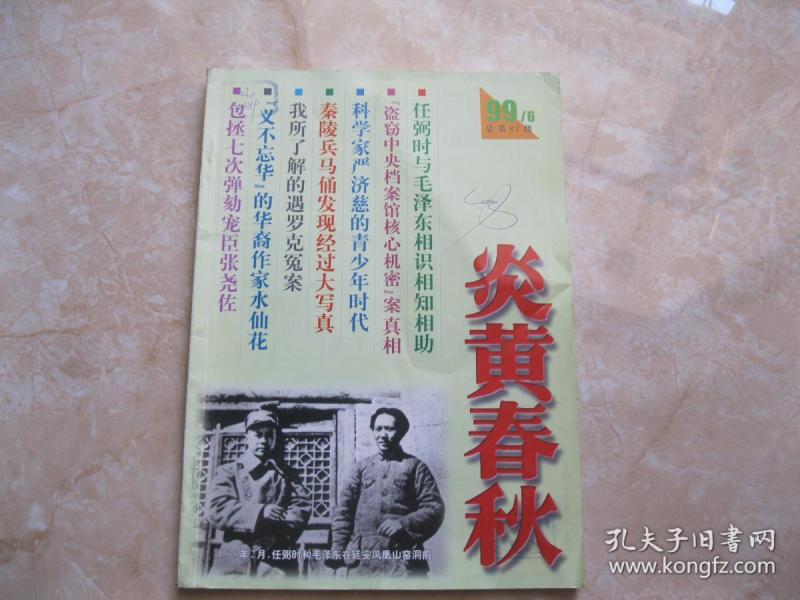 99/6
总第87期
炎黄春秋
任弼时与毛泽东相识相知相助
『盗窃中央档案馆核心机密』案真相
科学家严济慈的青少年时代
秦陵兵马俑发现经过大写真
我所了解的遇罗克冤案
『义不忘华』的华裔作家水仙花
包拯七次弹劾宠臣张尧佐
年2月，任弼时和毛泽东在延安凤凰山窑洞前
孔夫子旧书网
www.kongfz.com